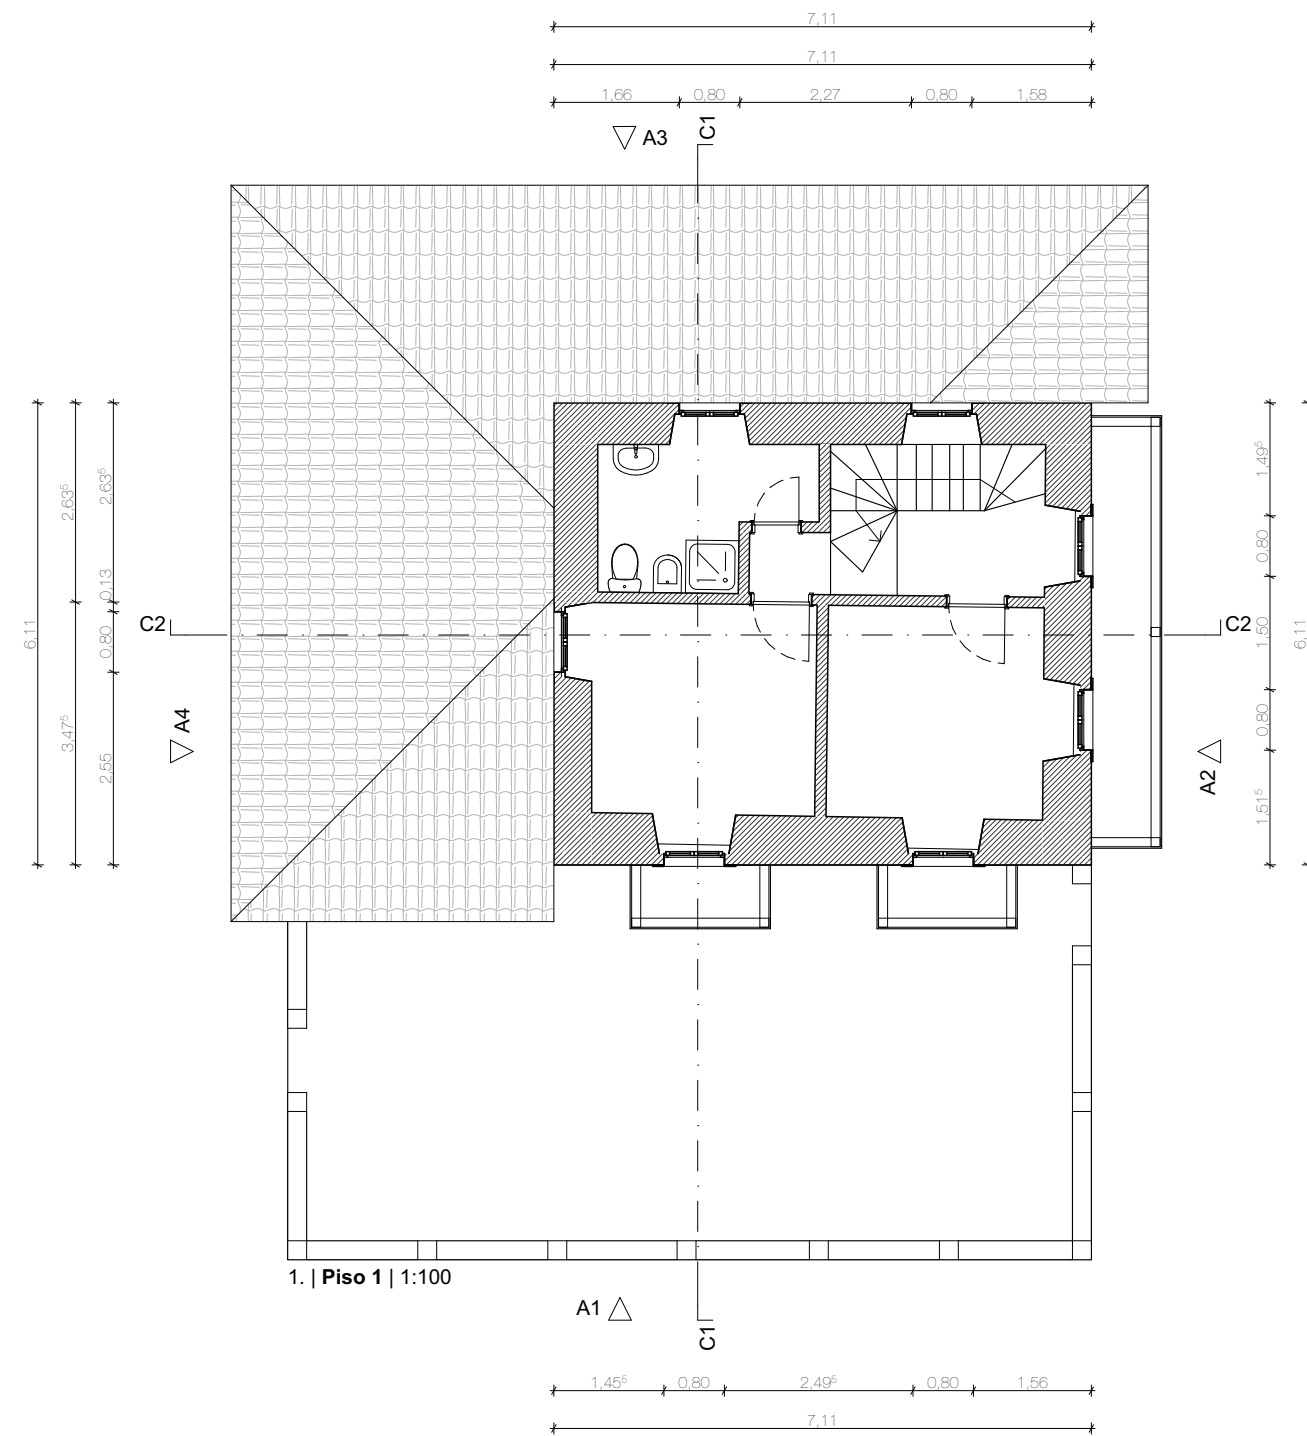 7,11
7,11
1,66 0,80 2,27 0,80 1,58
A3
C1
2,63⁵
2,63⁵
1,49⁵
0,80
0,13
C2
0,80
6,11
C2
1,50
6,11
A4
3,47⁵
2,55
0,80
A2
1,51⁵
1. | Piso 1 | 1:100
A1
C1
1,45⁵ 0,80 2,49⁵ 0,80 1,56
7,11